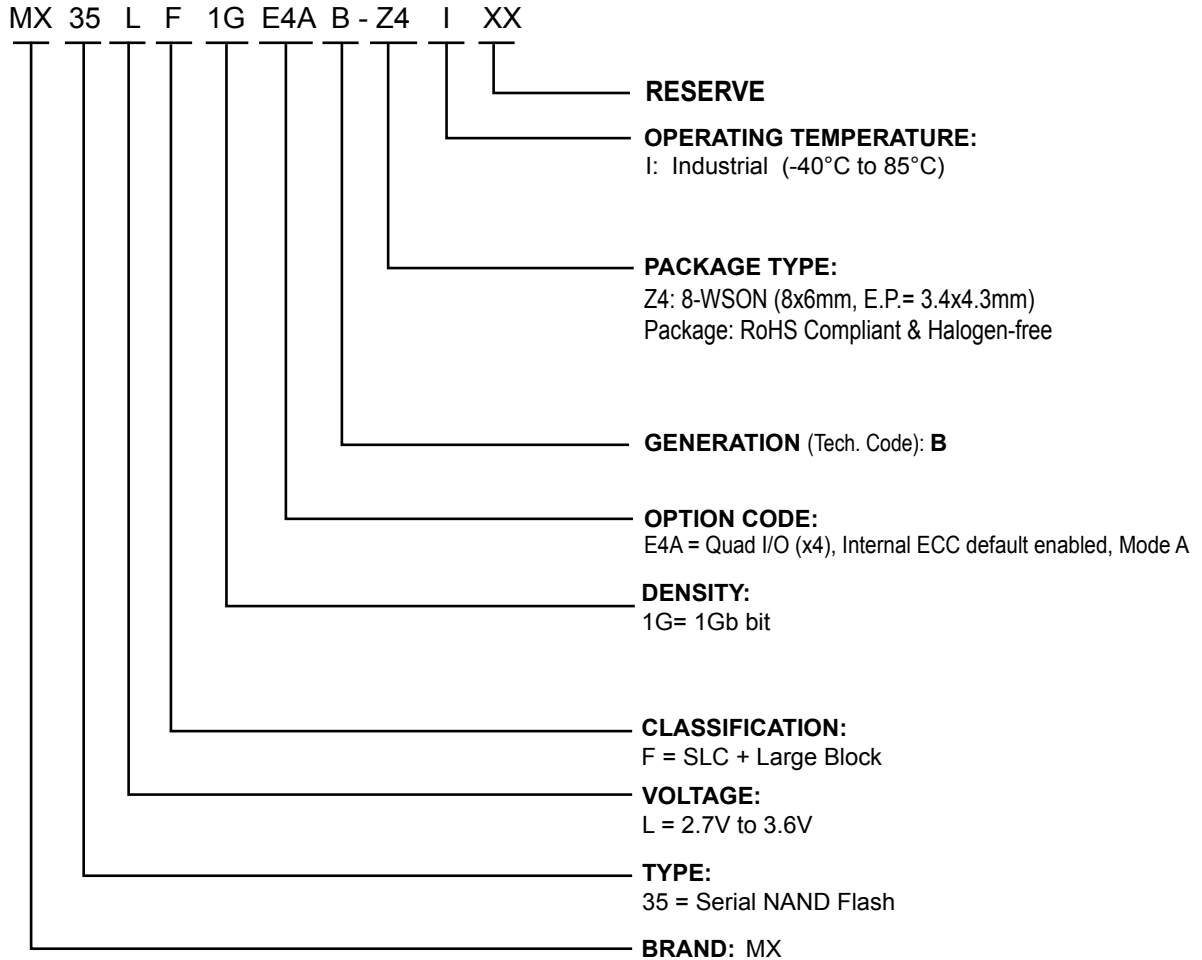 MX 35 L F 1G E4A B - Z4 I XX
RESERVE
OPERATING TEMPERATURE:
I: Industrial (-40°C to 85°C)
PACKAGE TYPE:
Z4: 8-WSON (8x6mm, E.P.= 3.4x4.3mm)
Package: RoHS Compliant & Halogen-free
GENERATION (Tech. Code): B
OPTION CODE:
E4A = Quad I/O (x4), Internal ECC default enabled, Mode A
DENSITY:
1G= 1Gb bit
CLASSIFICATION:
F = SLC + Large Block
VOLTAGE:
L = 2.7V to 3.6V
TYPE:
35 = Serial NAND Flash
BRAND: MX